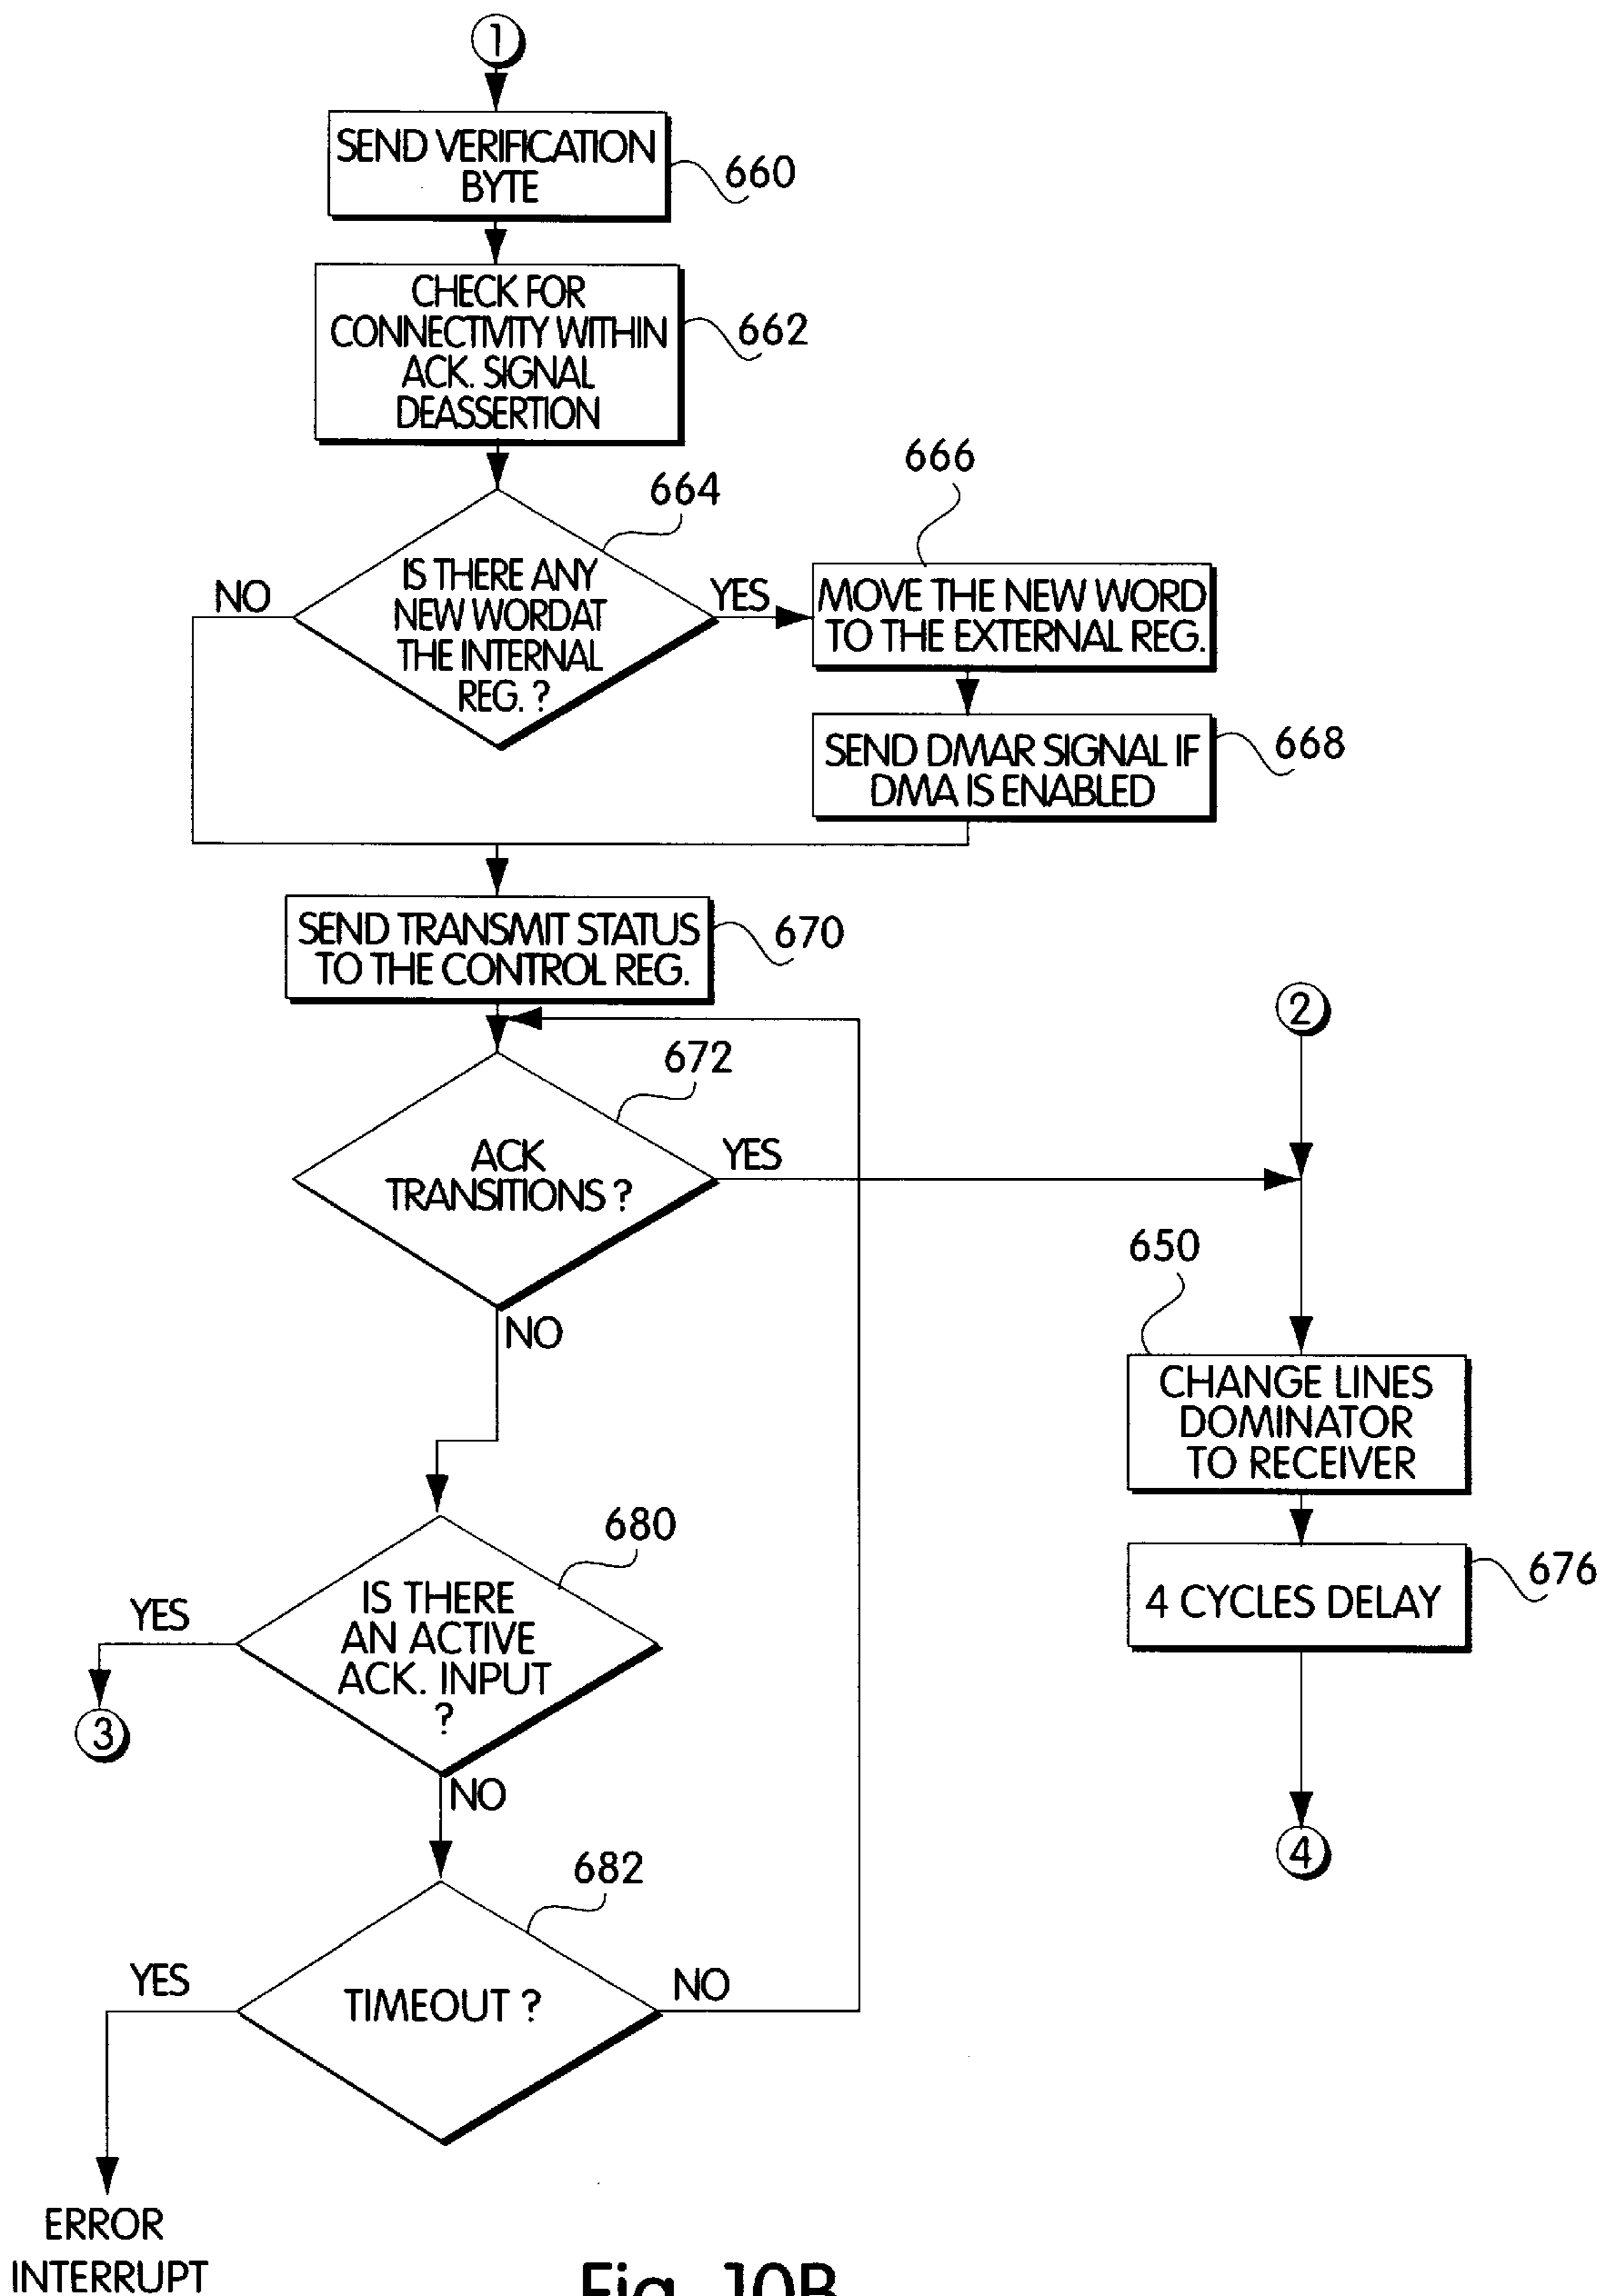 1
SEND VERIFICATION
BYTE
660
CHECK FOR
CONNECTIVITY WITHIN
ACK. SIGNAL
DEASSERTION
662
664
IS THERE ANY
NEW WORDAT
THE INTERNAL
REG. ?
NO
YES
666
MOVE THE NEW WORD
TO THE EXTERNAL REG.
SEND DMAR SIGNAL IF
DMA IS ENABLED
668
SEND TRANSMIT STATUS
TO THE CONTROL REG.
670
2
672
ACK
TRANSITIONS ?
YES
NO
650
CHANGE LINES
DOMINATOR
TO RECEIVER
4 CYCLES DELAY
676
4
680
IS THERE
AN ACTIVE
ACK. INPUT
?
YES
3
NO
682
TIMEOUT ?
YES
NO
ERROR
INTERRUPT
Fig. 10B